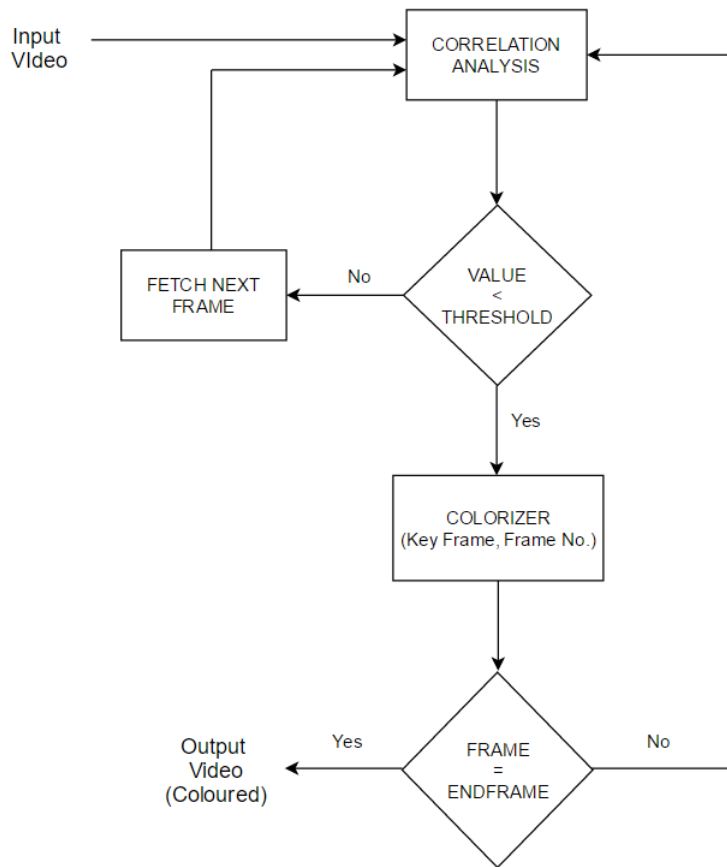 Input
VIdeo
CORRELATION
ANALYSIS
FETCH NEXT
FRAME
No
VALUE
<
THRESHOLD
Yes
COLORIZER
(Key Frame, Frame No.)
Output
Video
(Coloured)
Yes
FRAME
=
ENDFRAME
No